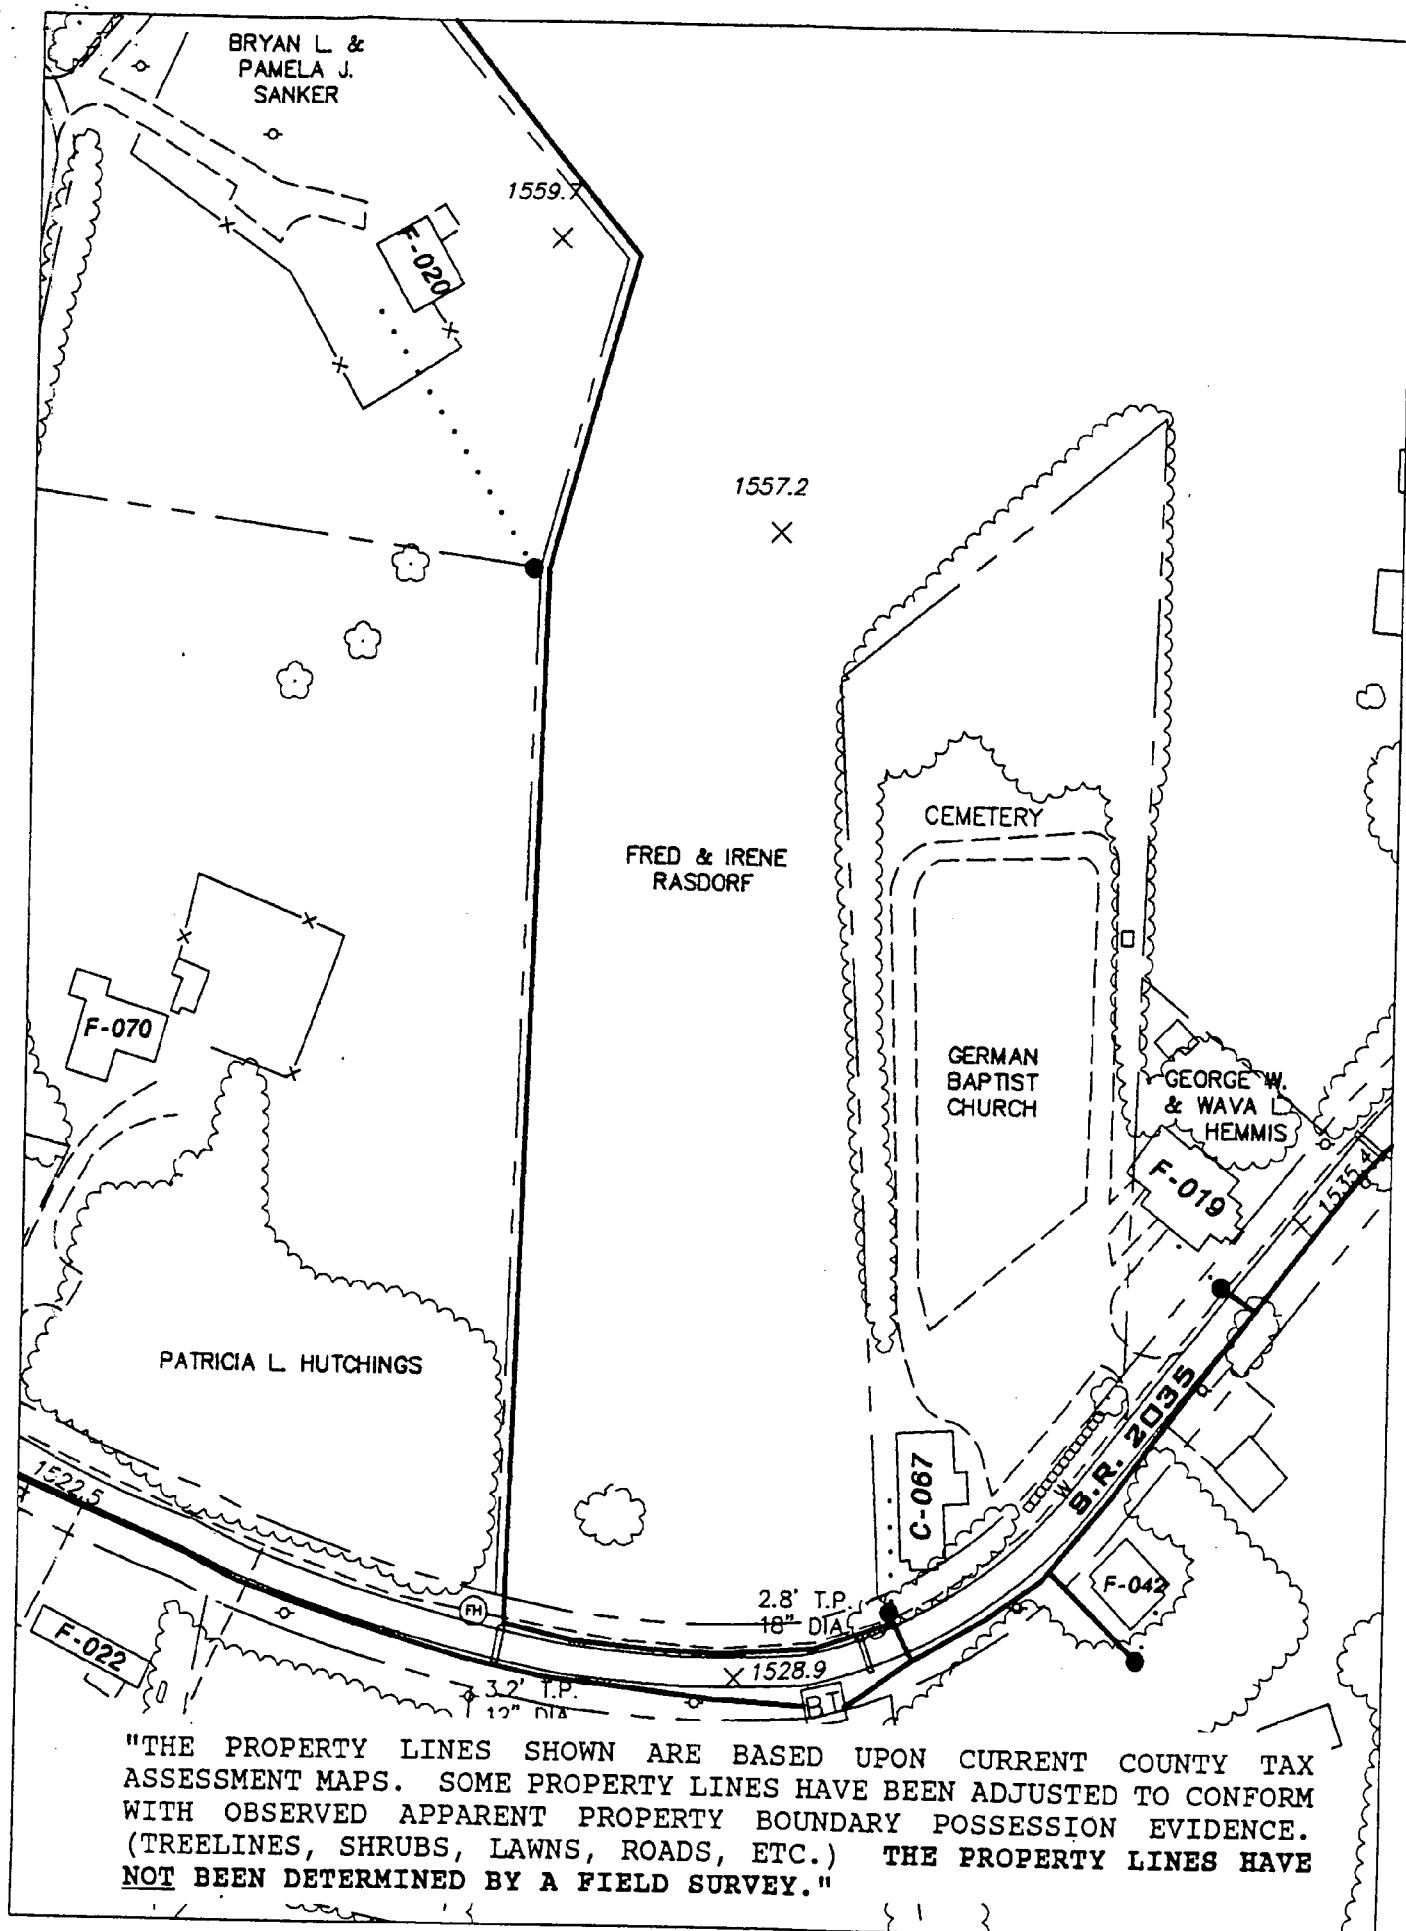 BRYAN L. &
PAMELA J.
SANKER
1559.7
F-020
1557.2
CEMETERY
FRED & IRENE
RASDORF
F-070
GERMAN
BAPTIST
CHURCH
GEORGE W.
& WAVA L.
HEMMIS
F-019
1535.4
PATRICIA L. HUTCHINGS
S.R. 2035
W
1522.5
C-067
F-042
FH
2.8' T.P.
18" DIA.
F-022
1528.9
3.2' T.P.
12" DIA
BT
"THE PROPERTY LINES SHOWN ARE BASED UPON CURRENT COUNTY TAX
ASSESSMENT MAPS. SOME PROPERTY LINES HAVE BEEN ADJUSTED TO CONFORM
WITH OBSERVED APPARENT PROPERTY BOUNDARY POSSESSION EVIDENCE.
(TREELINES, SHRUBS, LAWNS, ROADS, ETC.) THE PROPERTY LINES HAVE
NOT BEEN DETERMINED BY A FIELD SURVEY."